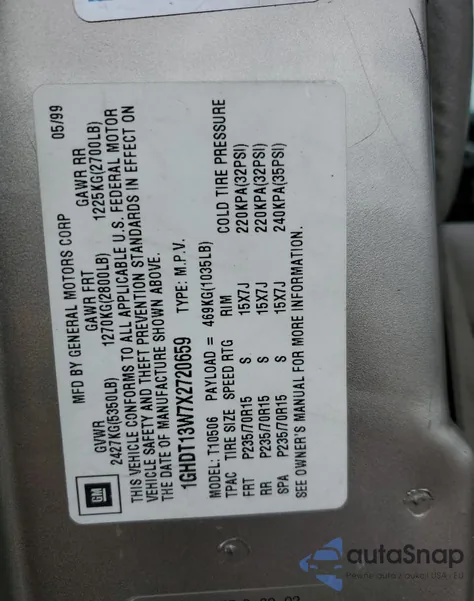 MFD BY GENERAL MOTORS CORP 05/99
GVWR GAWR FRT GAWR RR
2427KG(5350LB) 1270KG(2800LB) 1225KG(2700LB)
THIS VEHICLE CONFORMS TO ALL APPLICABLE U.S. FEDERAL MOTOR
VEHICLE SAFETY AND THEFT PREVENTION STANDARDS IN EFFECT ON
THE DATE OF MANUFACTURE SHOWN ABOVE.
GM
1GHDT13W7X2720659 TYPE: M.P.V.
MODEL: T10506 PAYLOAD = 469KG(1035LB)
TPAC TIRE SIZE SPEED RTG RIM COLD TIRE PRESSURE
FRT P235/70R15 S 15X7J 220KPA(32PSI)
RR P235/70R15 S 15X7J 220KPA(32PSI)
SPA P235/70R15 S 15X7J 240KPA(35PSI)
SEE OWNER'S MANUAL FOR MORE INFORMATION.
autoSnap